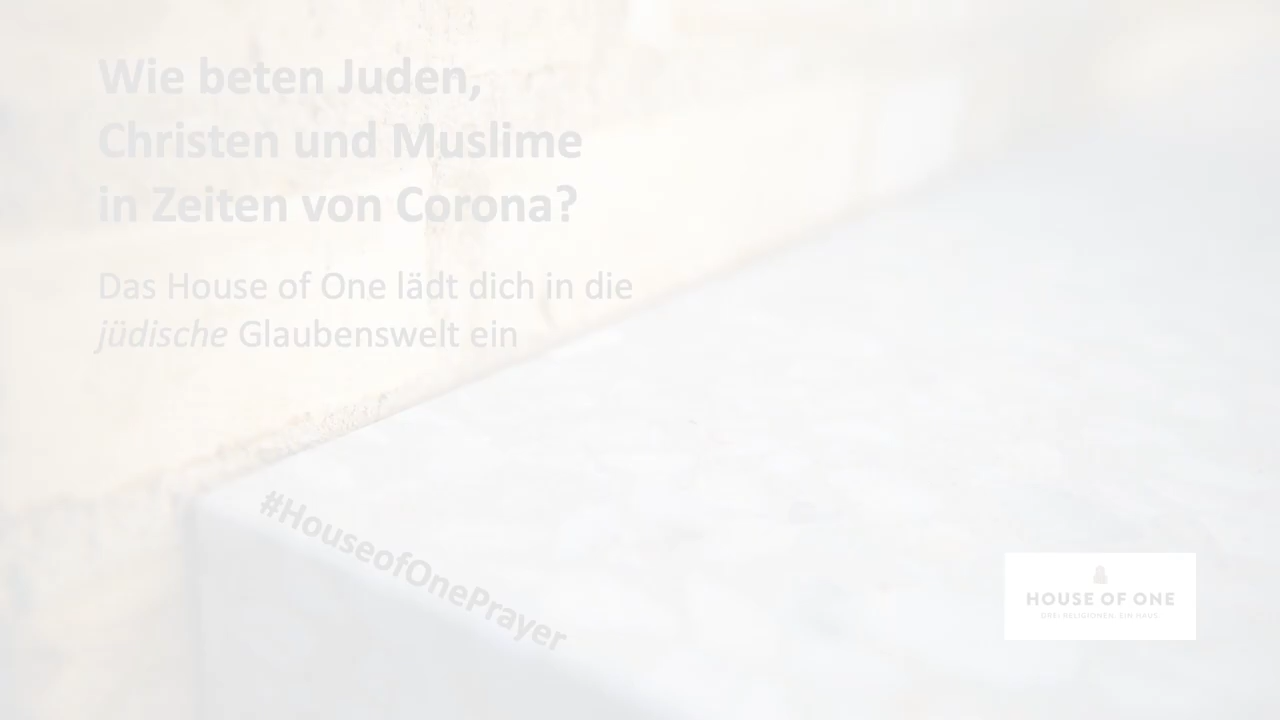 Wie beten Juden,
Christen und Muslime
in Zeiten von Corona?
Das House of One lädt dich in die
jüdische Glaubenswelt ein
#HouseofOnePrayer
HOUSE OF ONE
DREI RELIGIONEN. EIN HAUS.